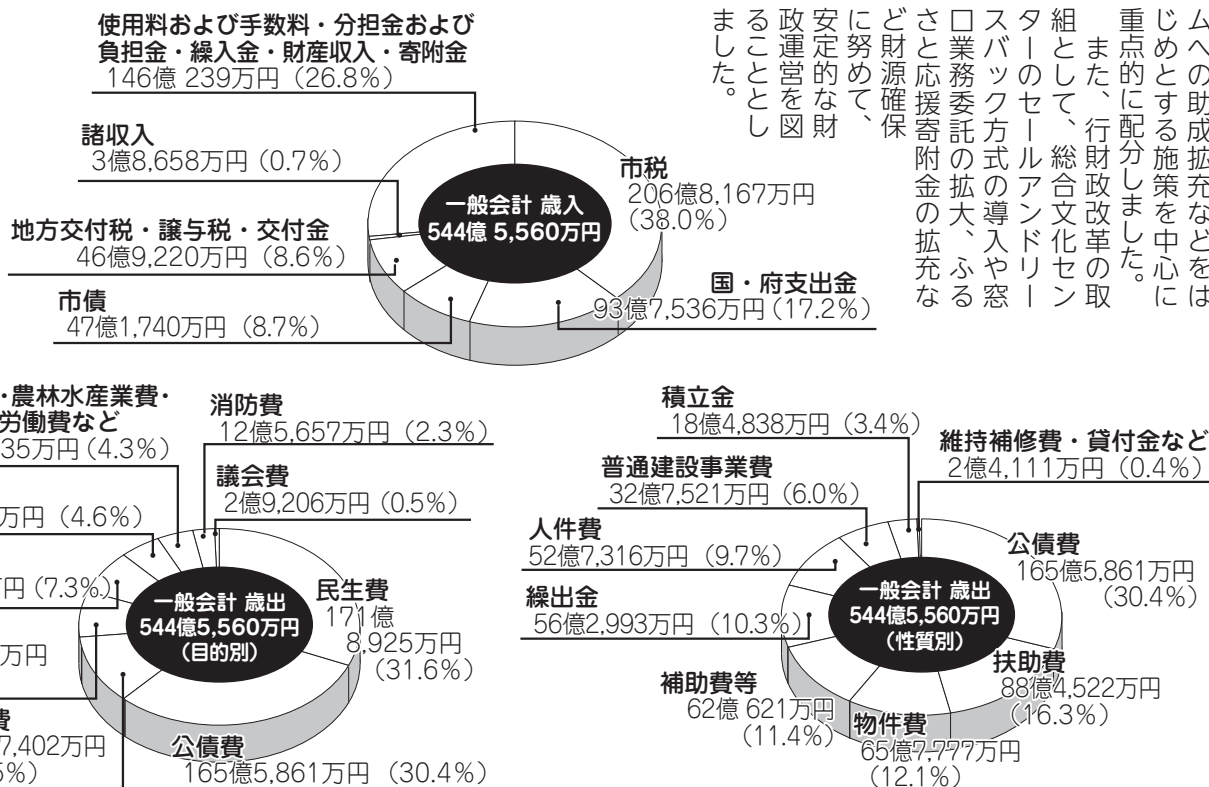 ムへの助成拡充などをは
じめとする施策を中心に
重点的に配分しました。
また、行財政改革の取
組として、総合文化セン
ターのセールアンドリー
スバック方式の導入や窓
口業務委託の拡大、ふる
さと応援寄附金の拡充な
ど財源確保
に努めて、
安定的な財
政運営を図
ることとし
ました。
使用料および手数料・分担金および
負担金・繰入金・財産収入・寄附金
146億 239万円（26.8%）
諸収入
3億8,658万円（0.7%）
地方交付税・譲与税・交付金
46億9,220万円（8.6%）
市債
47億1,740万円（8.7%）
一般会計 歳入
544億 5,560万円
市税
206億8,167万円
（38.0%）
国・府支出金
93億7,536万円（17.2%）
・農林水産業費・
労働費など
35万円（4.3%）
消防費
12億5,657万円（2.3%）
議会費
2億9,206万円（0.5%）
万円（4.6%）
万円（7.3%）
万円
費
7,402万円
5%）
一般会計 歳出
544億5,560万円
（目的別）
民生費
171億
8,925万円
（31.6%）
公債費
165億5,861万円（30.4%）
積立金
18億4,838万円（3.4%）
維持補修費・貸付金など
2億4,111万円（0.4%）
普通建設事業費
32億7,521万円（6.0%）
人件費
52億7,316万円（9.7%）
繰出金
56億2,993万円（10.3%）
一般会計 歳出
544億5,560万円
（性質別）
公債費
165億5,861万円
（30.4%）
扶助費
88億4,522万円
（16.3%）
補助費等
62億 621万円
（11.4%）
物件費
65億7,777万円
（12.1%）